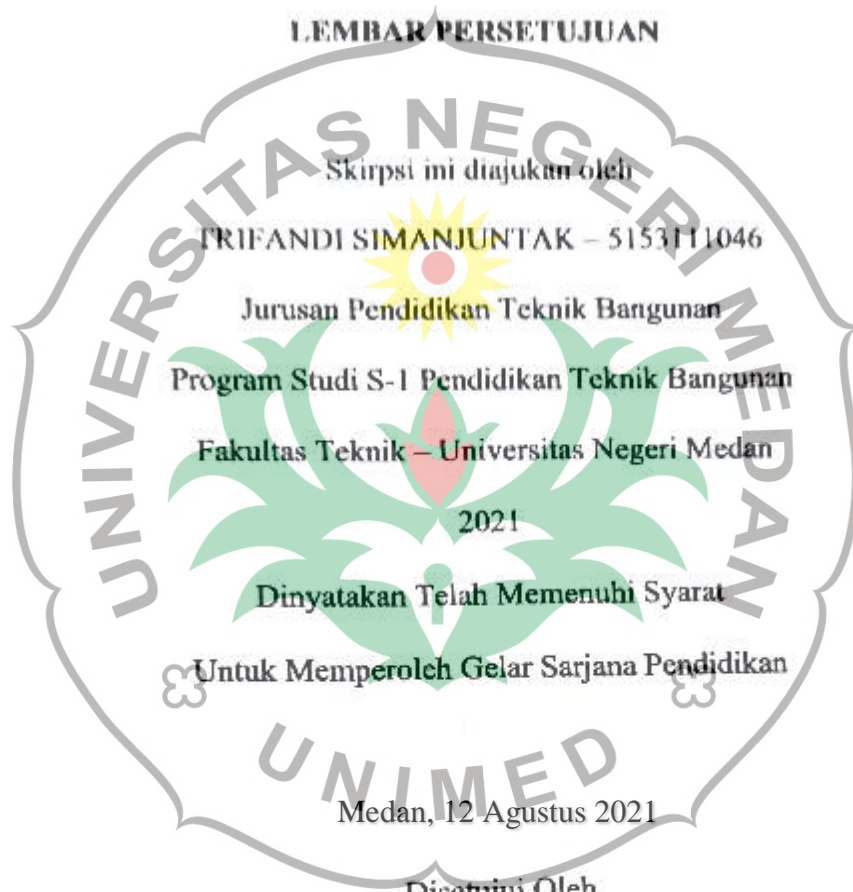 LEMBAR PERSETUJUAN
UNIVERSITAS NEGERI MEDAN
Skirpsi ini diajukan oleh
TRIFANDI SIMANJUNTAK – 5153111046
Jurusan Pendidikan Teknik Bangunan
Program Studi S-1 Pendidikan Teknik Bangunan
Fakultas Teknik – Universitas Negeri Medan
2021
Dinyatakan Telah Memenuhi Syarat
Untuk Memperoleh Gelar Sarjana Pendidikan
UNIMED
Medan, 12 Agustus 2021
Disetujui Oleh